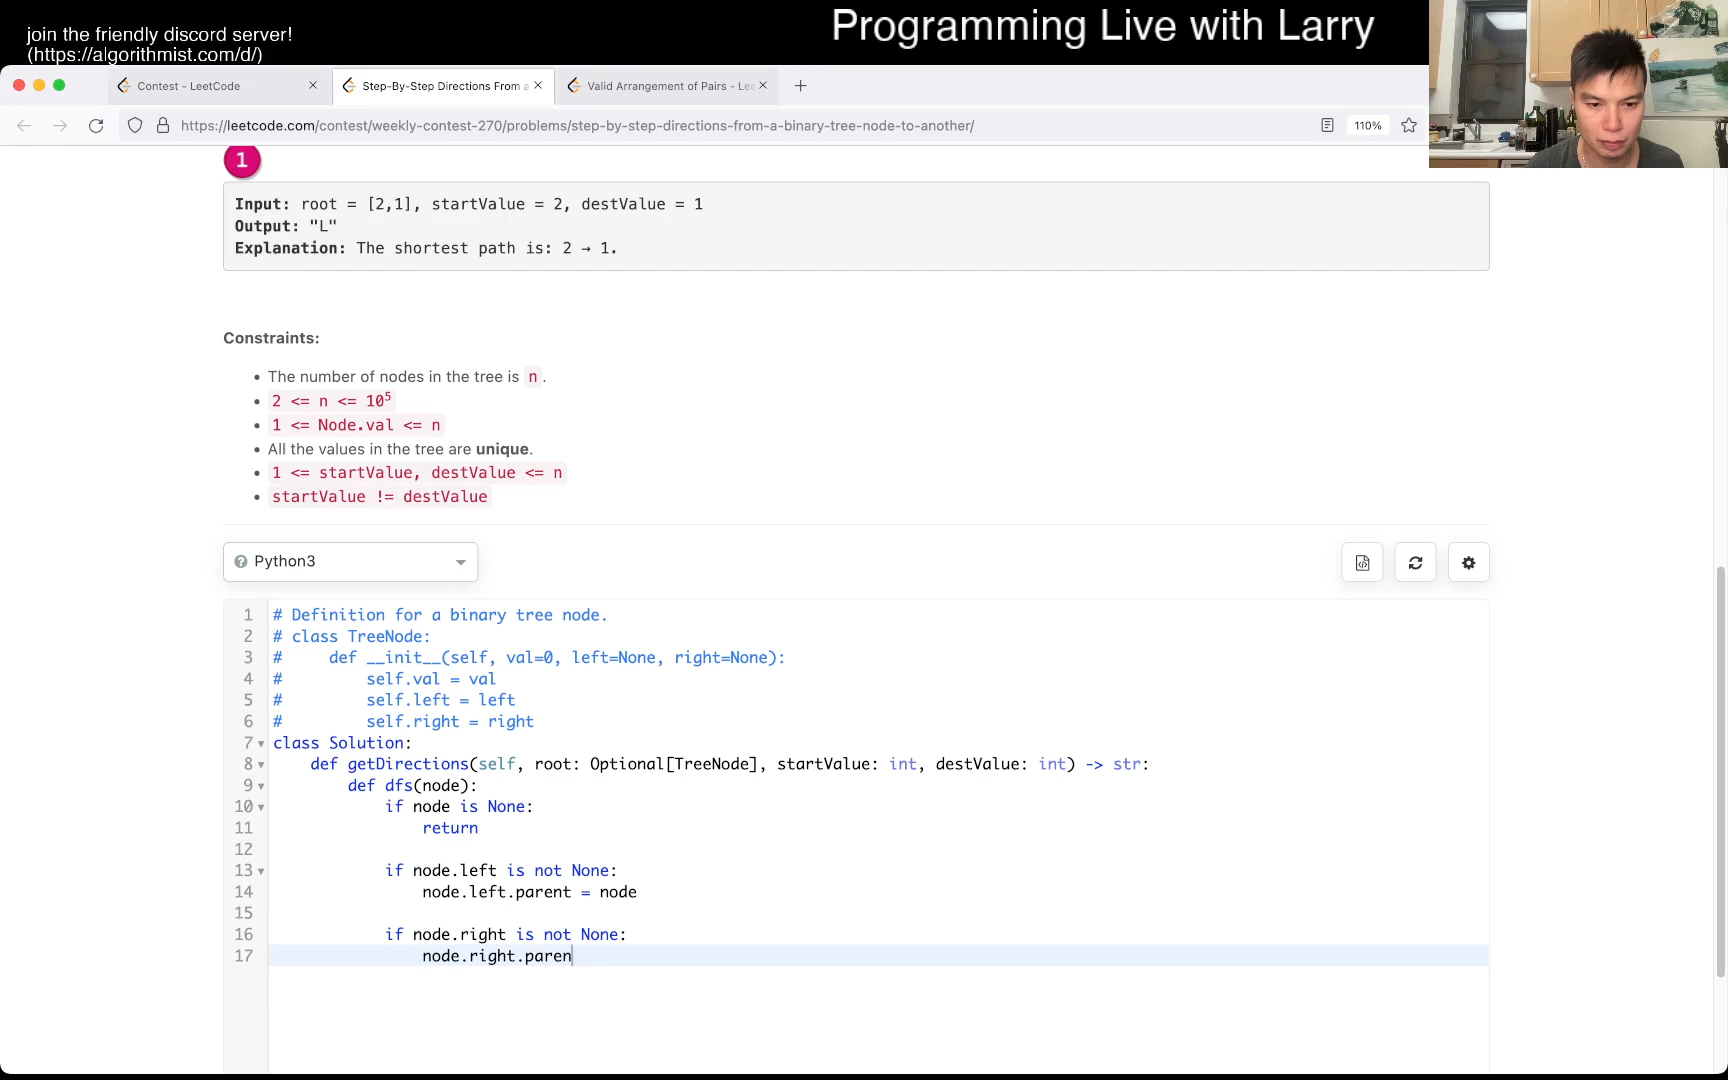 join the friendly discord server!
(https://algorithmist.com/d/)
Programming Live with Larry
Contest - LeetCode
Step-By-Step Directions From a
Valid Arrangement of Pairs - Lee
https://leetcode.com/contest/weekly-contest-270/problems/step-by-step-directions-from-a-binary-tree-node-to-another/
110%
1
Input: root = [2,1], startValue = 2, destValue = 1
Output: "L"
Explanation: The shortest path is: 2 → 1.
Constraints:
• The number of nodes in the tree is n.
• 2 <= n <= 10⁵
• 1 <= Node.val <= n
• All the values in the tree are unique.
• 1 <= startValue, destValue <= n
• startValue != destValue
Python3
1 # Definition for a binary tree node.
2 # class TreeNode:
3 #     def __init__(self, val=0, left=None, right=None):
4 #         self.val = val
5 #         self.left = left
6 #         self.right = right
7 class Solution:
8     def getDirections(self, root: Optional[TreeNode], startValue: int, destValue: int) -> str:
9         def dfs(node):
10             if node is None:
11                 return
12
13             if node.left is not None:
14                 node.left.parent = node
15
16             if node.right is not None:
17                 node.right.paren